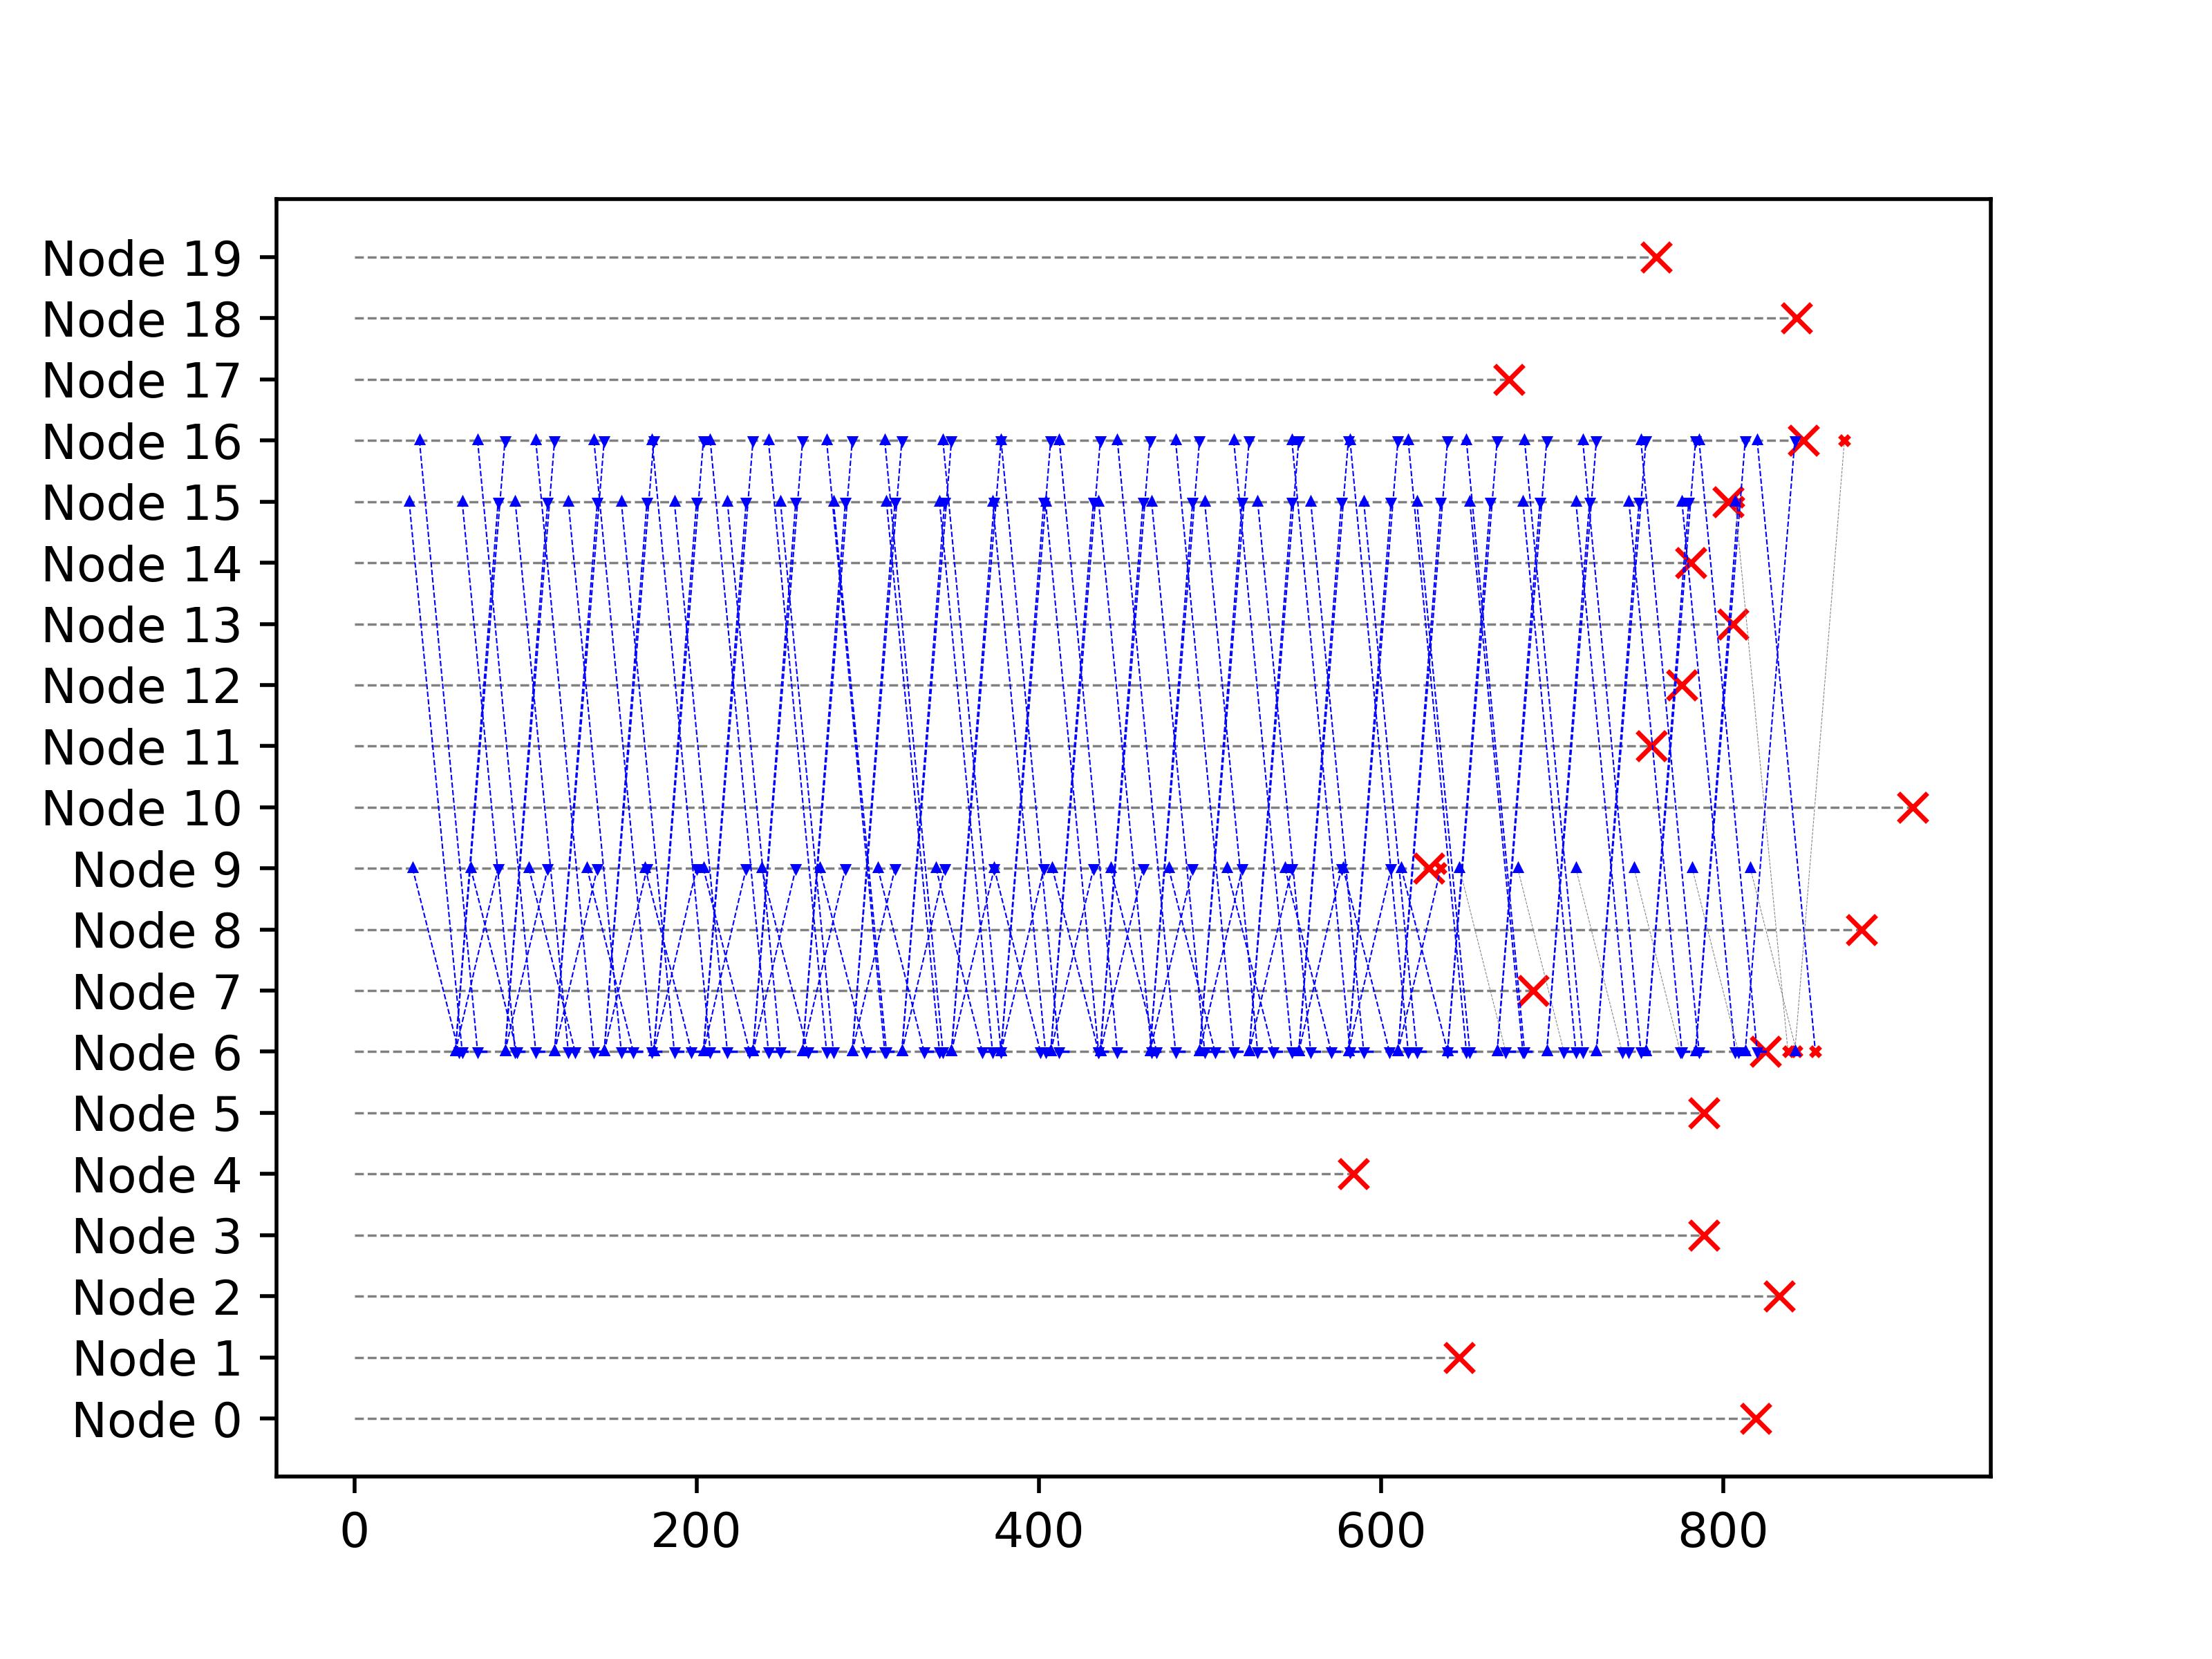 Node 19
Node 18
Node 17
Node 16
Node 15
Node 14
Node 13
Node 12
Node 11
Node 10
Node 9
Node 8
Node 7
Node 6
Node 5
Node 4
Node 3
Node 2
Node 1
Node 0
0 200 400 600 800